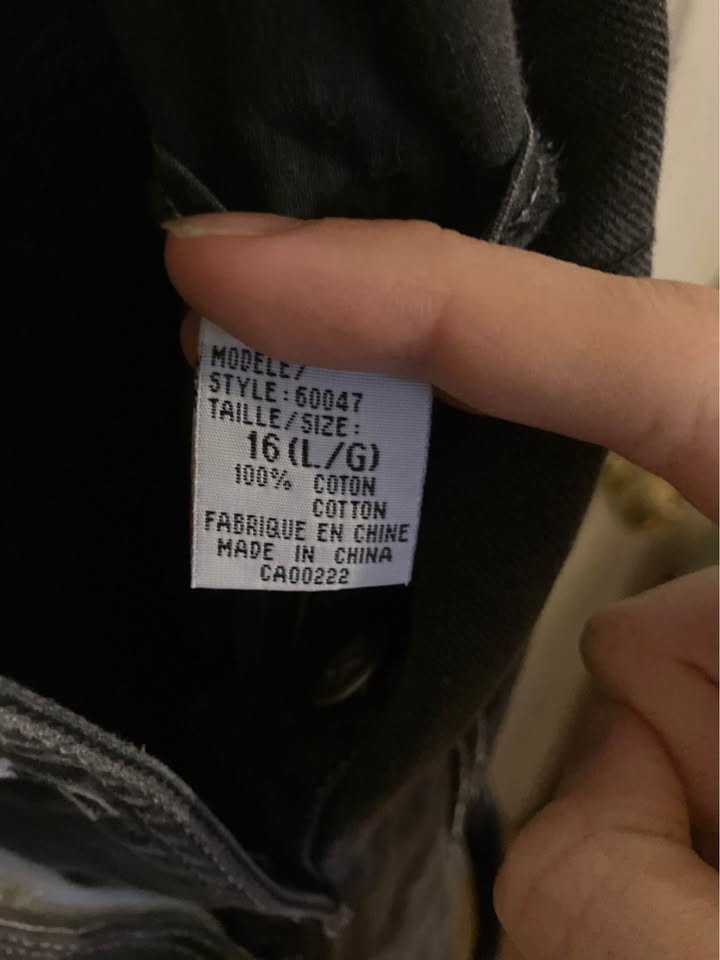 MODELE/
STYLE:60047
TAILLE/SIZE:
16(L/G)
100% COTON
COTTON
FABRIQUE EN CHINE
MADE IN CHINA
CA00222